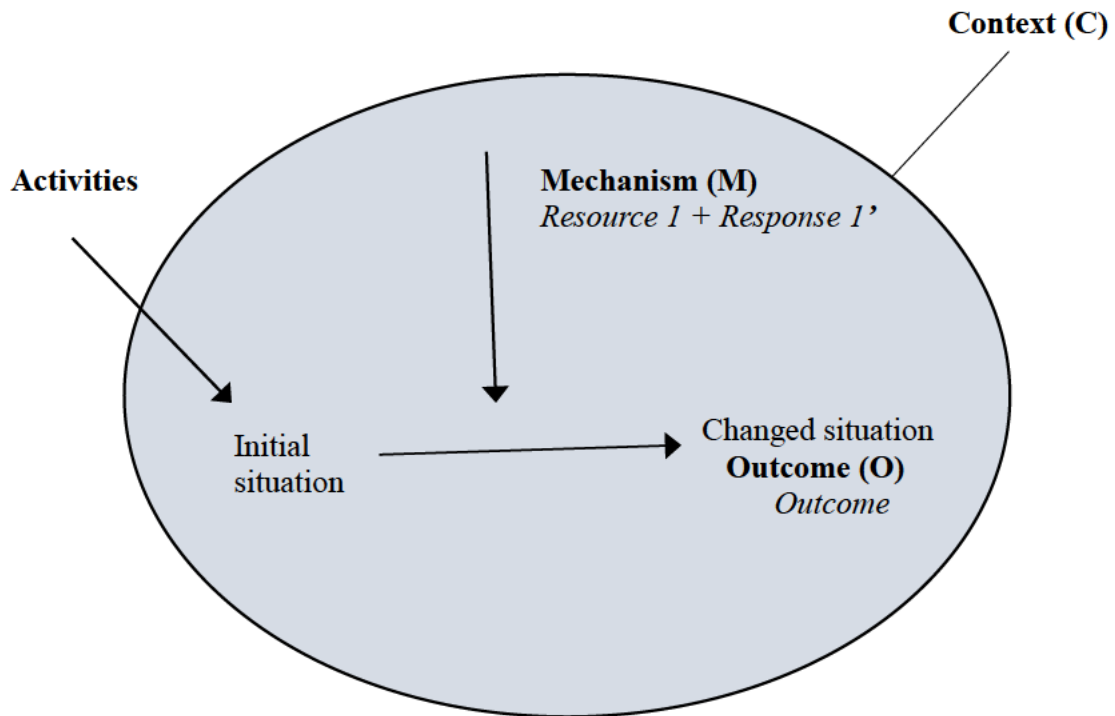 Context (C)
Activities
Mechanism (M)
Resource 1 + Response 1’
Initial
situation
Changed situation
Outcome (O)
Outcome